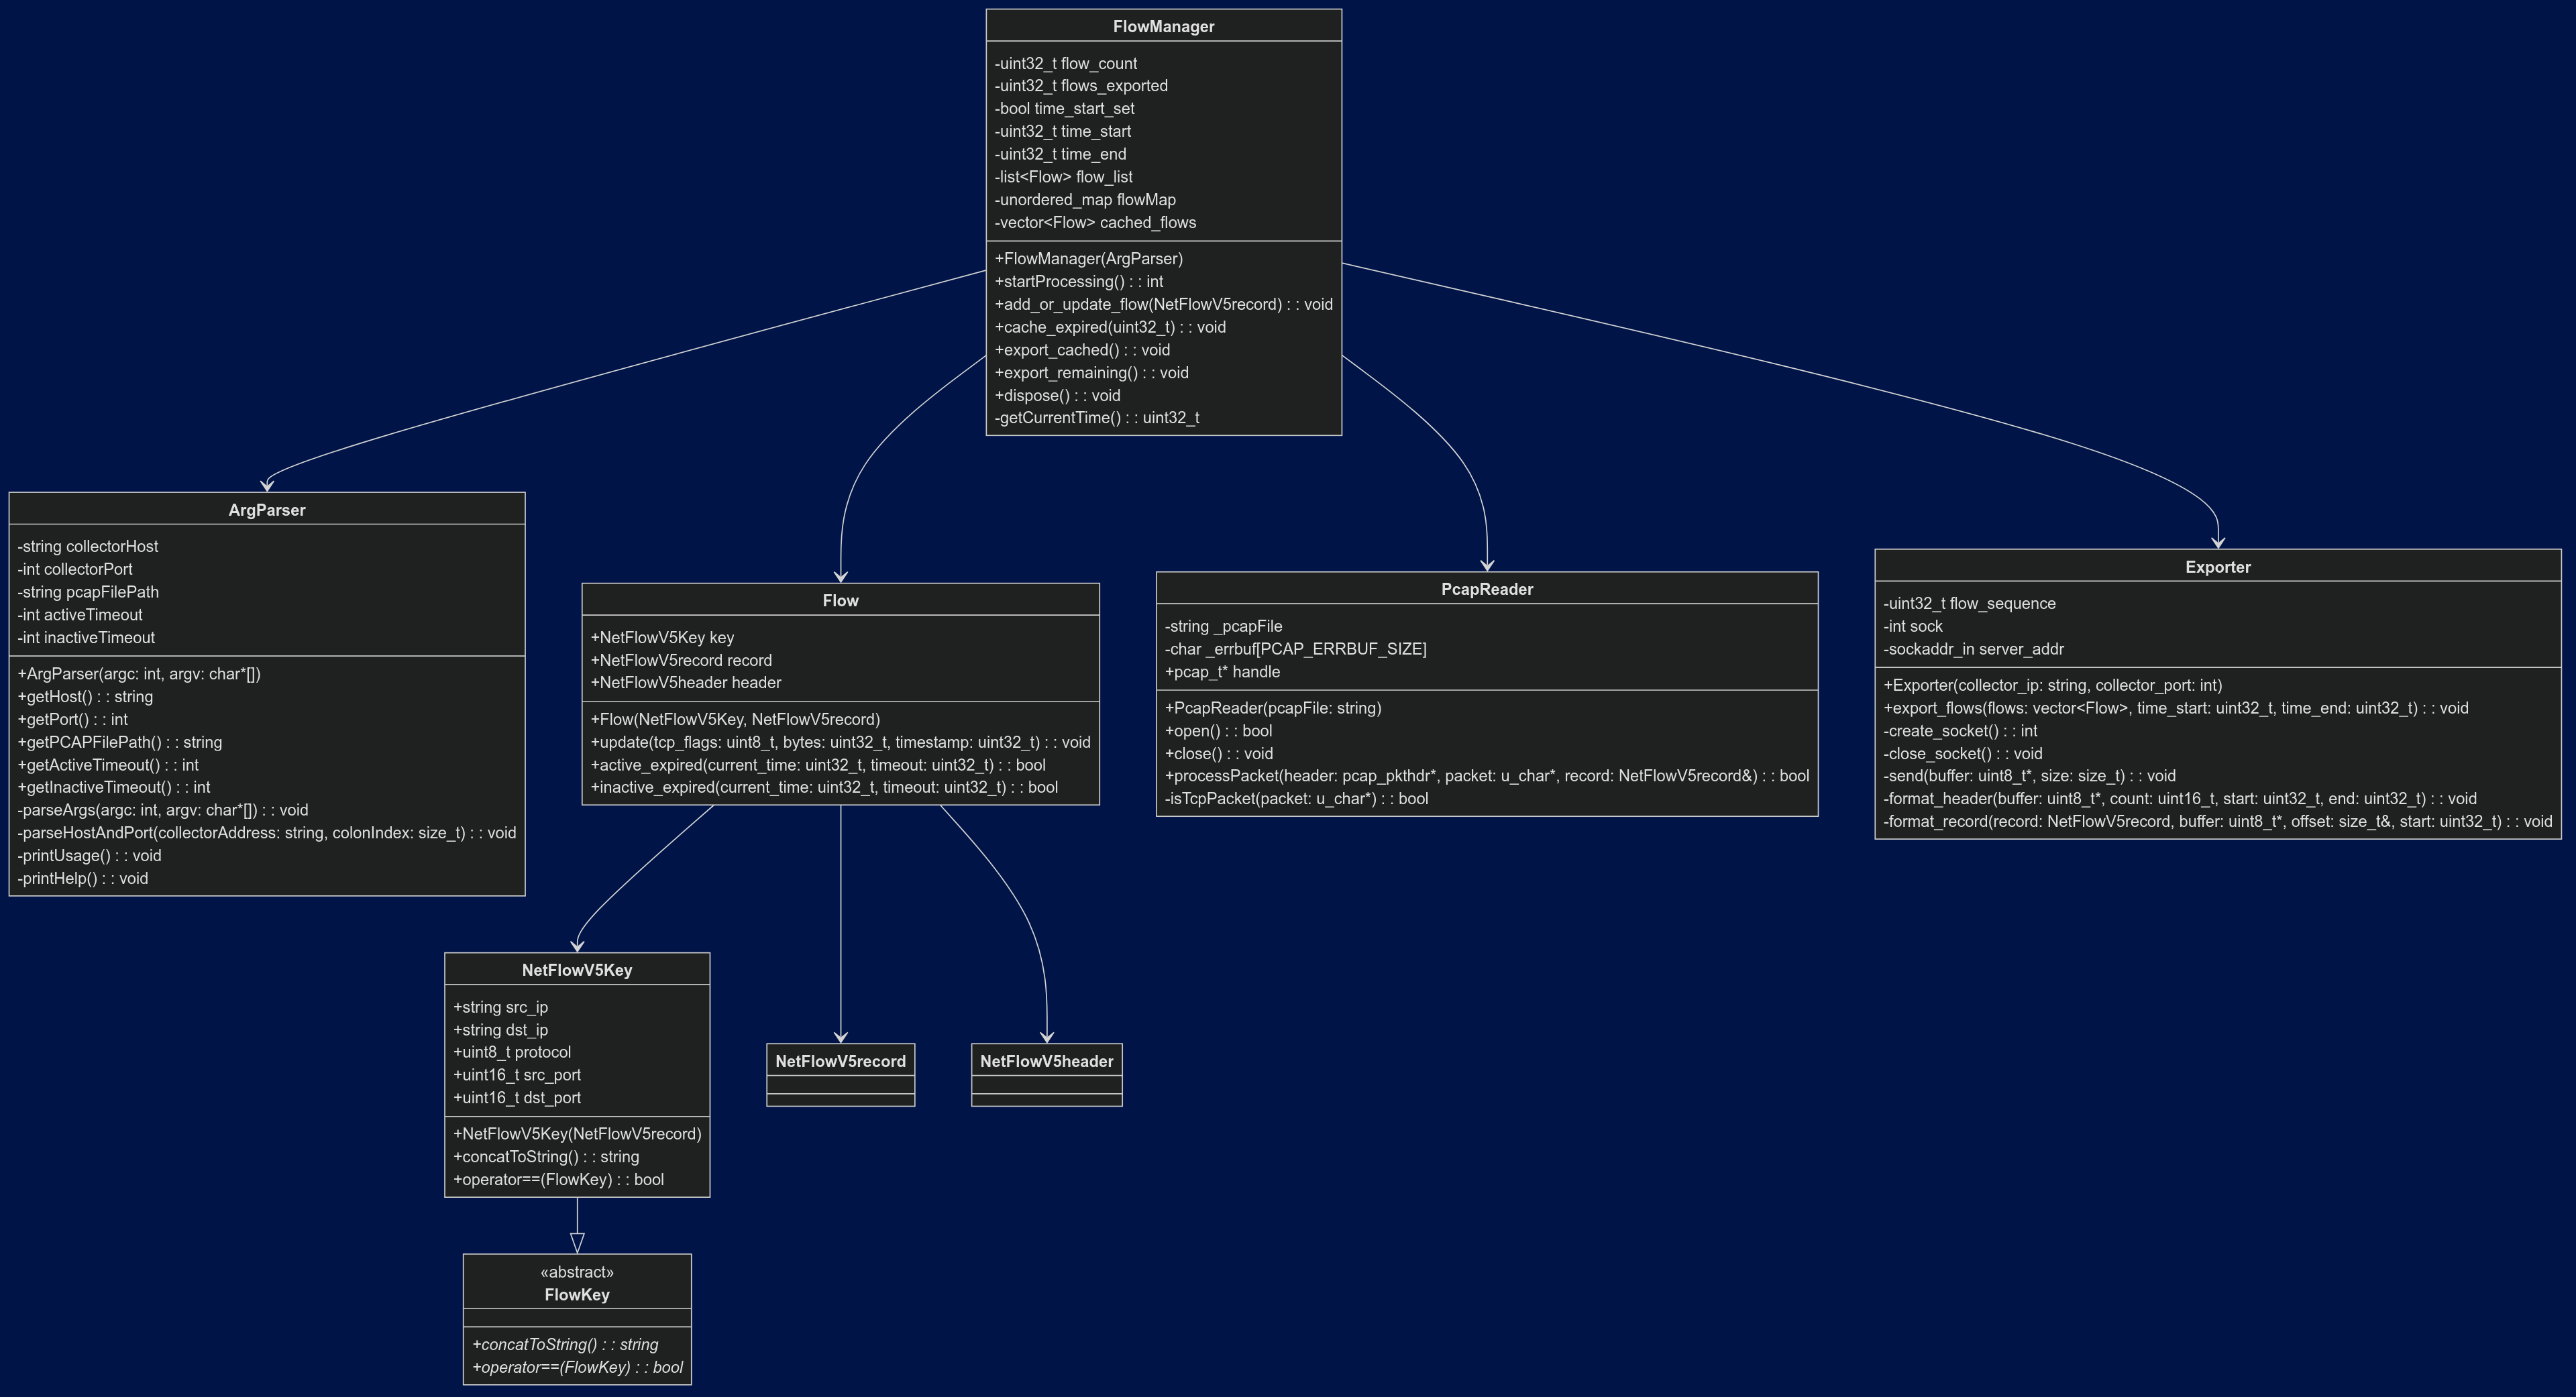 FlowManager
-uint32_t flow_count
-uint32_t flows_exported
-bool time_start_set
-uint32_t time_start
-uint32_t time_end
-list<Flow> flow_list
-unordered_map flowMap
-vector<Flow> cached_flows
+FlowManager(ArgParser)
+startProcessing() : : int
+add_or_update_flow(NetFlowV5record) : : void
+cache_expired(uint32_t) : : void
+export_cached() : : void
+export_remaining() : : void
+dispose() : : void
-getCurrentTime() : : uint32_t
ArgParser
-string collectorHost
-int collectorPort
-string pcapFilePath
-int activeTimeout
-int inactiveTimeout
+ArgParser(argc: int, argv: char*[])
+getHost() : : string
+getPort() : : int
+getPCAPFilePath() : : string
+getActiveTimeout() : : int
+getInactiveTimeout() : : int
-parseArgs(argc: int, argv: char*[]) : : void
-parseHostAndPort(collectorAddress: string, colonIndex: size_t) : : void
-printUsage() : : void
-printHelp() : : void
Flow
+NetFlowV5Key key
+NetFlowV5record record
+NetFlowV5header header
+Flow(NetFlowV5Key, NetFlowV5record)
+update(tcp_flags: uint8_t, bytes: uint32_t, timestamp: uint32_t) : : void
+active_expired(current_time: uint32_t, timeout: uint32_t) : : bool
+inactive_expired(current_time: uint32_t, timeout: uint32_t) : : bool
PcapReader
-string _pcapFile
-char _errbuf[PCAP_ERRBUF_SIZE]
+pcap_t* handle
+PcapReader(pcapFile: string)
+open() : : bool
+close() : : void
+processPacket(header: pcap_pkthdr*, packet: u_char*, record: NetFlowV5record&) : : bool
-isTcpPacket(packet: u_char*) : : bool
Exporter
-uint32_t flow_sequence
-int sock
-sockaddr_in server_addr
+Exporter(collector_ip: string, collector_port: int)
+export_flows(flows: vector<Flow>, time_start: uint32_t, time_end: uint32_t) : : void
-create_socket() : : int
-close_socket() : : void
-send(buffer: uint8_t*, size: size_t) : : void
-format_header(buffer: uint8_t*, count: uint16_t, start: uint32_t, end: uint32_t) : : void
-format_record(record: NetFlowV5record, buffer: uint8_t*, offset: size_t&, start: uint32_t) : : void
NetFlowV5Key
+string src_ip
+string dst_ip
+uint8_t protocol
+uint16_t src_port
+uint16_t dst_port
+NetFlowV5Key(NetFlowV5record)
+concatToString() : : string
+operator==(FlowKey) : : bool
NetFlowV5record
NetFlowV5header
«abstract»
FlowKey
+concatToString() : : string
+operator==(FlowKey) : : bool